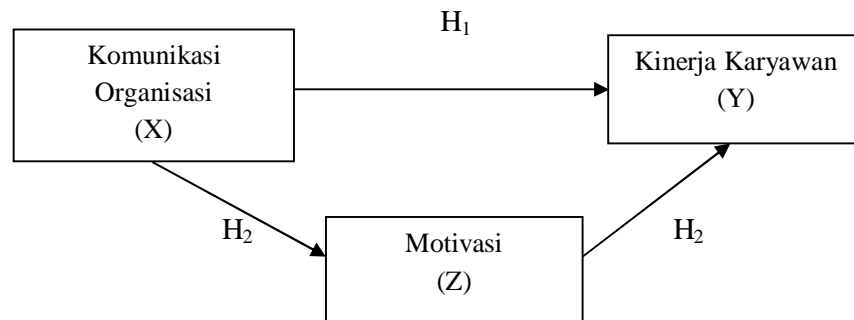 H₁
Komunikasi
Organisasi
(X)
Kinerja Karyawan
(Y)
H₂
Motivasi
(Z)
H₂